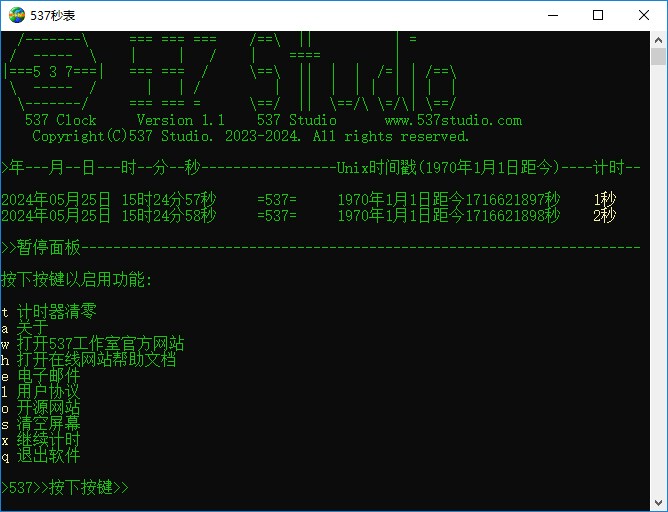 537秒表
5 3 7
537 Clock Version 1.1 537 Studio www.537studio.com
Copyright(C)537 Studio. 2023-2024. All rights reserved.
>年---月--日---时--分--秒-----------------Unix时间戳(1970年1月1日距今)----计时--
2024年05月25日 15时24分57秒 =537= 1970年1月1日距今1716621897秒 1秒
2024年05月25日 15时24分58秒 =537= 1970年1月1日距今1716621898秒 2秒
>>暂停面板----------------------------------------------------------------------
按下按键以启用功能:
t 计时器清零
a 关于
w 打开537工作室官方网站
h 打开在线网站帮助文档
e 电子邮件
l 用户协议
o 开源网站
s 清空屏幕
x 继续计时
q 退出软件
>537>>按下按键>>